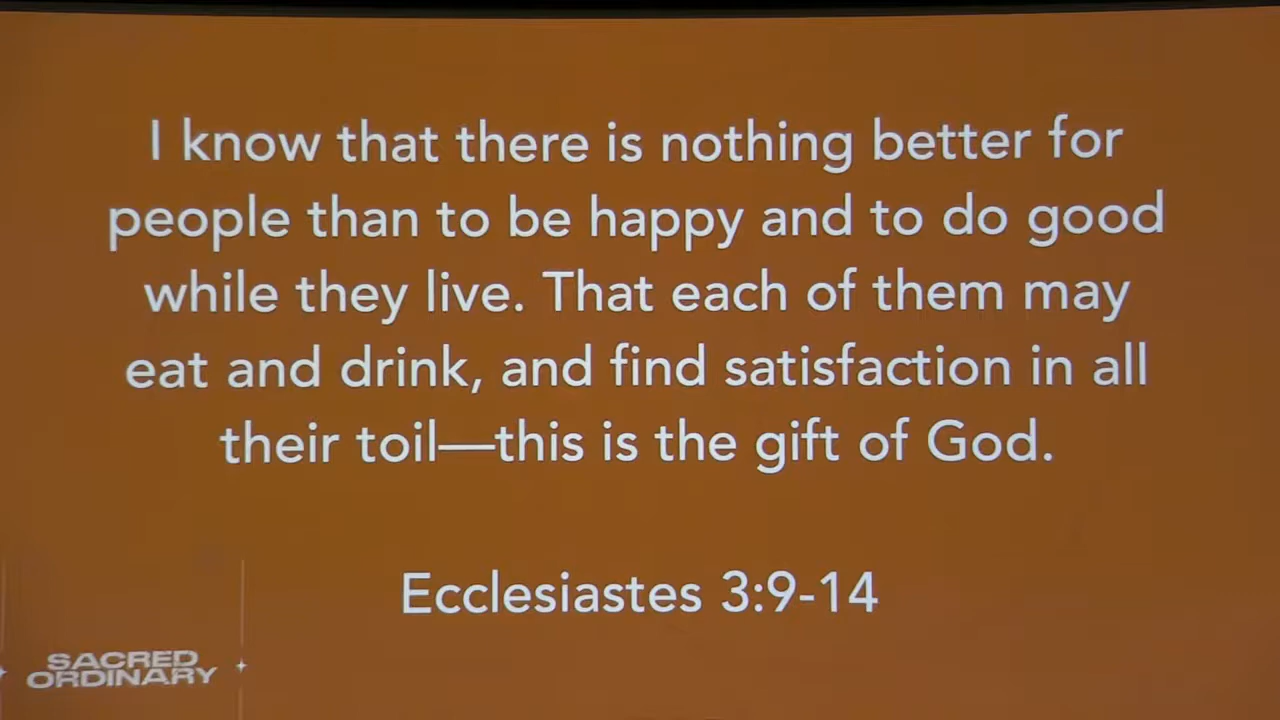 I know that there is nothing better for
people than to be happy and to do good
while they live. That each of them may
eat and drink, and find satisfaction in all
their toil—this is the gift of God.
Ecclesiastes 3:9-14
SACRED
ORDINARY